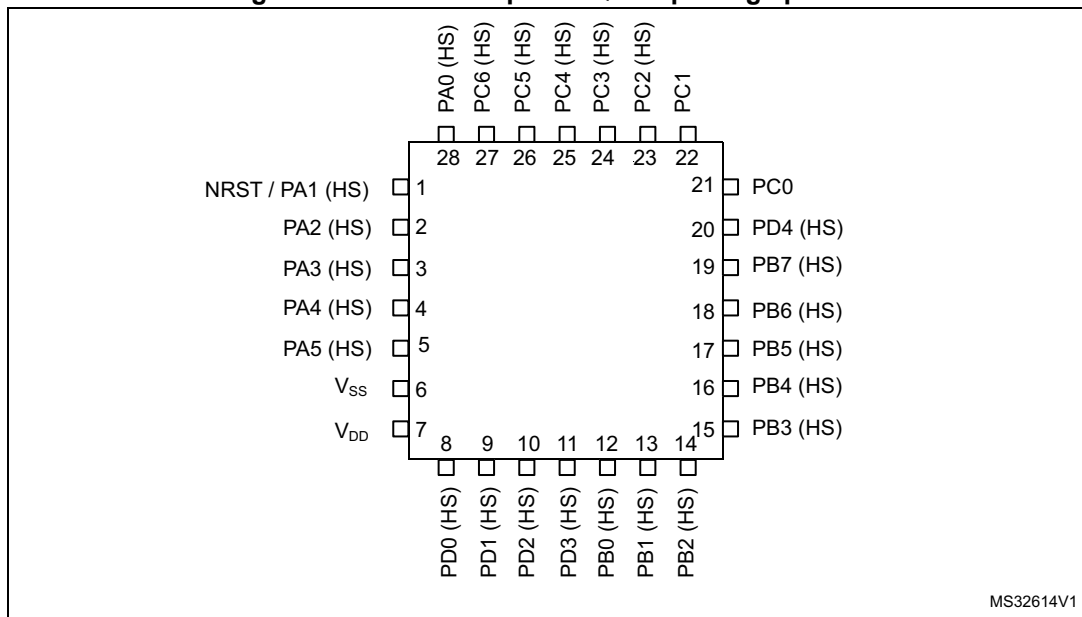 PA0 (HS)
PC6 (HS)
PC5 (HS)
PC4 (HS)
PC3 (HS)
PC2 (HS)
PC1
28 27 26 25 24 23 22
NRST / PA1 (HS) 1
PA2 (HS) 2
PA3 (HS) 3
PA4 (HS) 4
PA5 (HS) 5
VSS 6
VDD 7
21 PC0
20 PD4 (HS)
19 PB7 (HS)
18 PB6 (HS)
17 PB5 (HS)
16 PB4 (HS)
15 PB3 (HS)
8 9 10 11 12 13 14
PD0 (HS)
PD1 (HS)
PD2 (HS)
PD3 (HS)
PB0 (HS)
PB1 (HS)
PB2 (HS)
MS32614V1